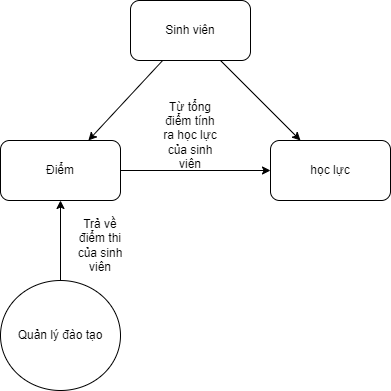 Sinh viên
Từ tổng
điểm tính
ra học lực
của sinh
viên
Điểm
học lực
Trả về
điểm thi
của sinh
viên
Quản lý đào tạo